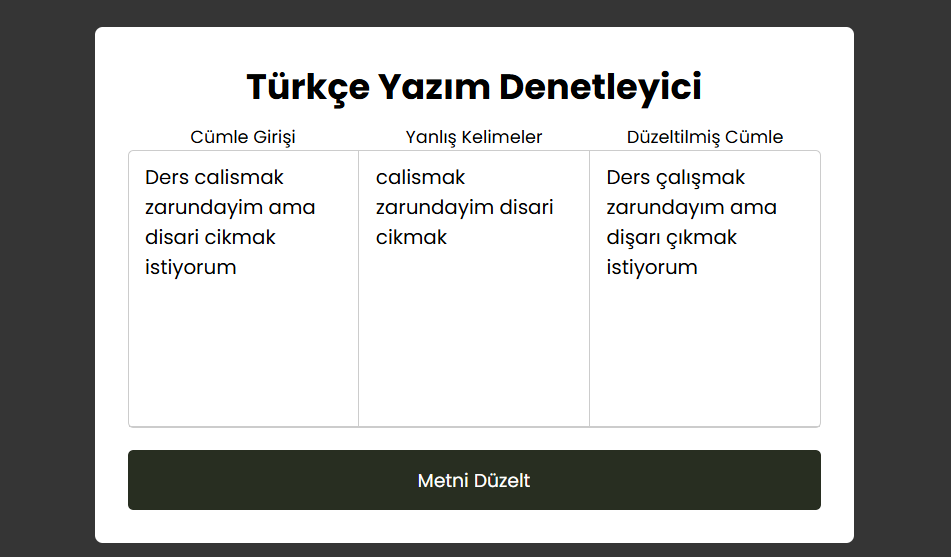 Türkçe Yazım Denetleyici
Cümle Girişi
Yanlış Kelimeler
Düzeltilmiş Cümle
Ders calismak
zarundayim ama
disari cikmak
istiyorum
calismak
zarundayim disari
cikmak
Ders çalışmak
zarundayım ama
dişarı çıkmak
istiyorum
Metni Düzelt